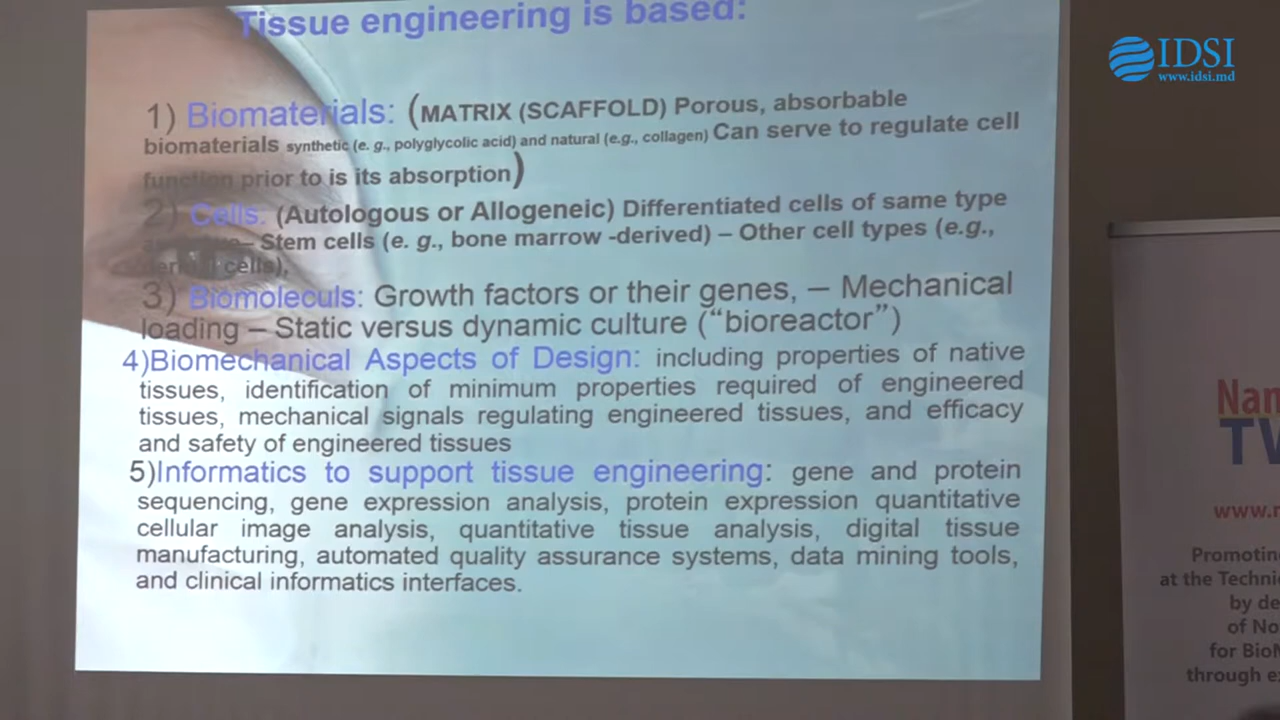 Tissue engineering is based:
1) Biomaterials: (MATRIX (SCAFFOLD) Porous, absorbable
biomaterials synthetic (e. g., polyglycolic acid) and natural (e.g., collagen) Can serve to regulate cell
function prior to is its absorption)
2) Cells: (Autologous or Allogeneic) Differentiated cells of same type
– Stem cells (e. g., bone marrow -derived) – Other cell types (e.g.,
cells),
3) Biomoleculs: Growth factors or their genes, – Mechanical
loading – Static versus dynamic culture (“bioreactor”)
4)Biomechanical Aspects of Design: including properties of native
tissues, identification of minimum properties required of engineered
tissues, mechanical signals regulating engineered tissues, and efficacy
and safety of engineered tissues
5)Informatics to support tissue engineering: gene and protein
sequencing, gene expression analysis, protein expression quantitative
cellular image analysis, quantitative tissue analysis, digital tissue
manufacturing, automated quality assurance systems, data mining tools,
and clinical informatics interfaces.
IDSI
www.idsi.md
Nan
TW
www.
Promoting
at the Techni
by de
of No
for Bio
through e